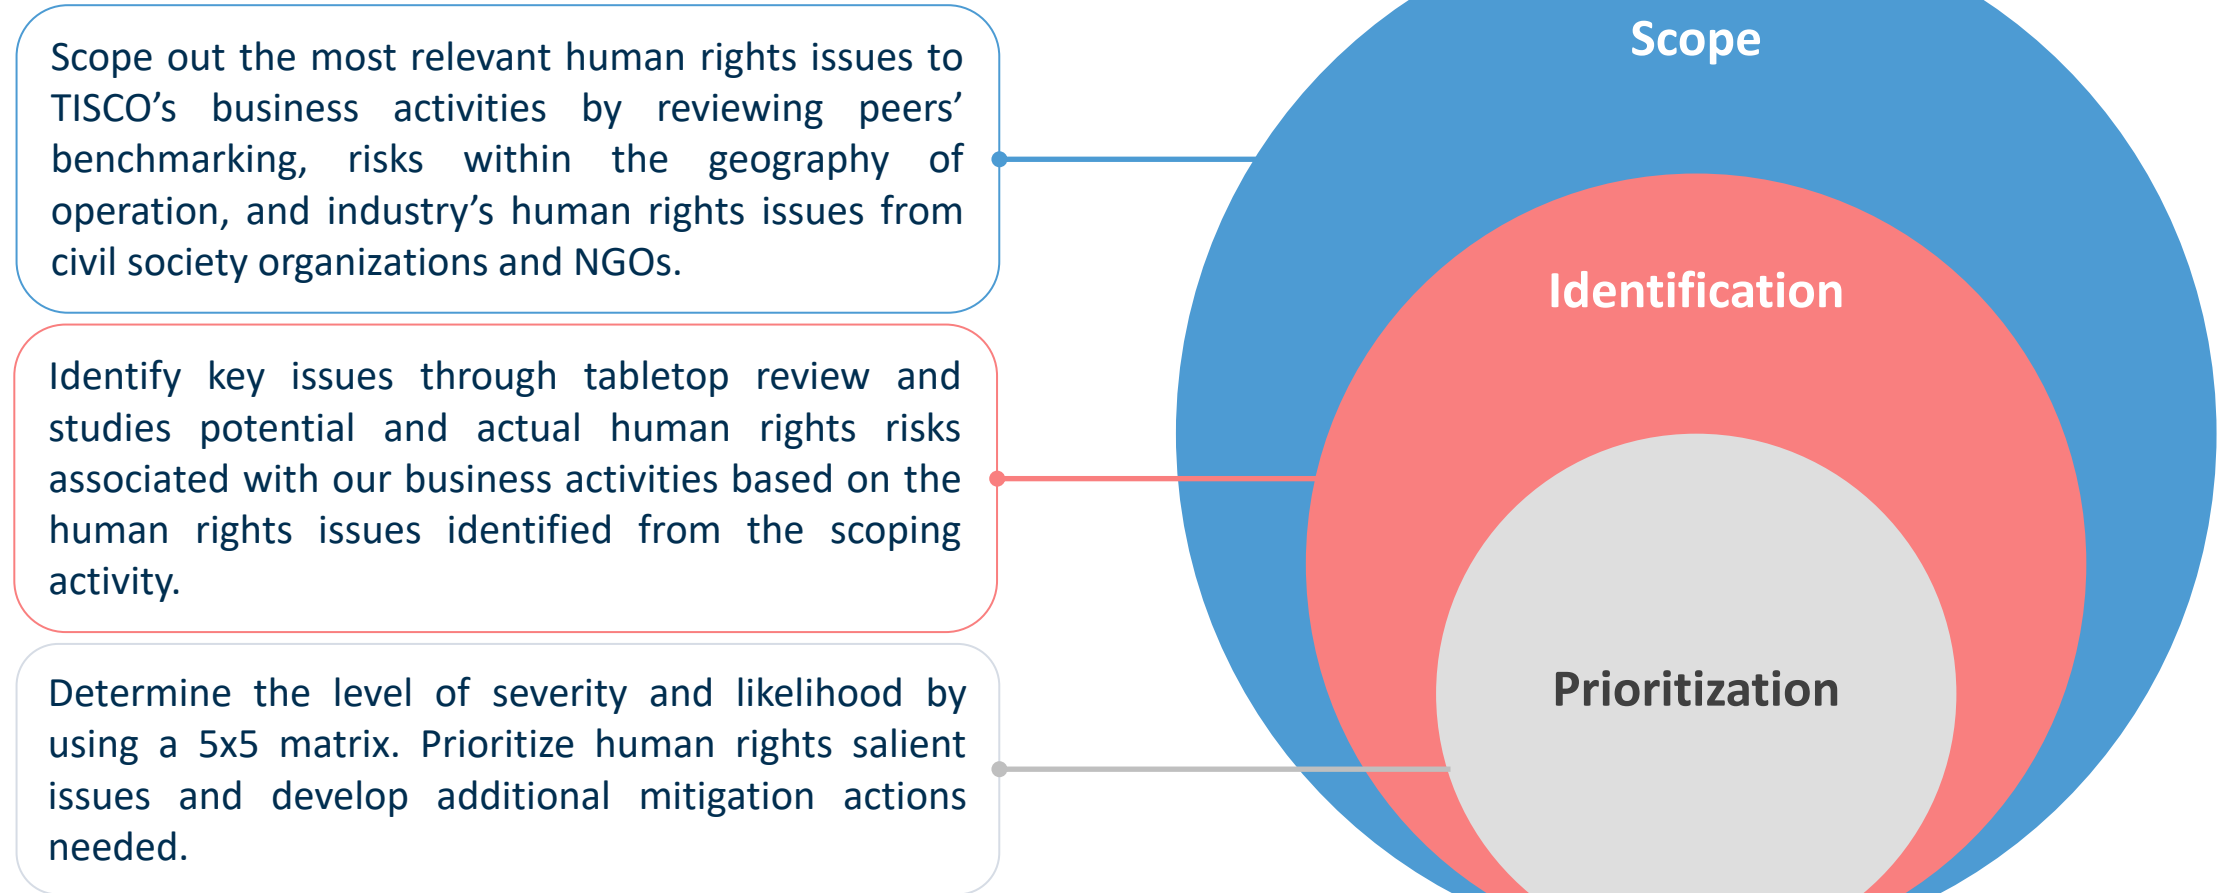 Scope out the most relevant human rights issues to
TISCO’s business activities by reviewing peers’
benchmarking, risks within the geography of
operation, and industry’s human rights issues from
civil society organizations and NGOs.
Scope
Identify key issues through tabletop review and
studies potential and actual human rights risks
associated with our business activities based on the
human rights issues identified from the scoping
activity.
Identification
Determine the level of severity and likelihood by
using a 5x5 matrix. Prioritize human rights salient
issues and develop additional mitigation actions
needed.
Prioritization